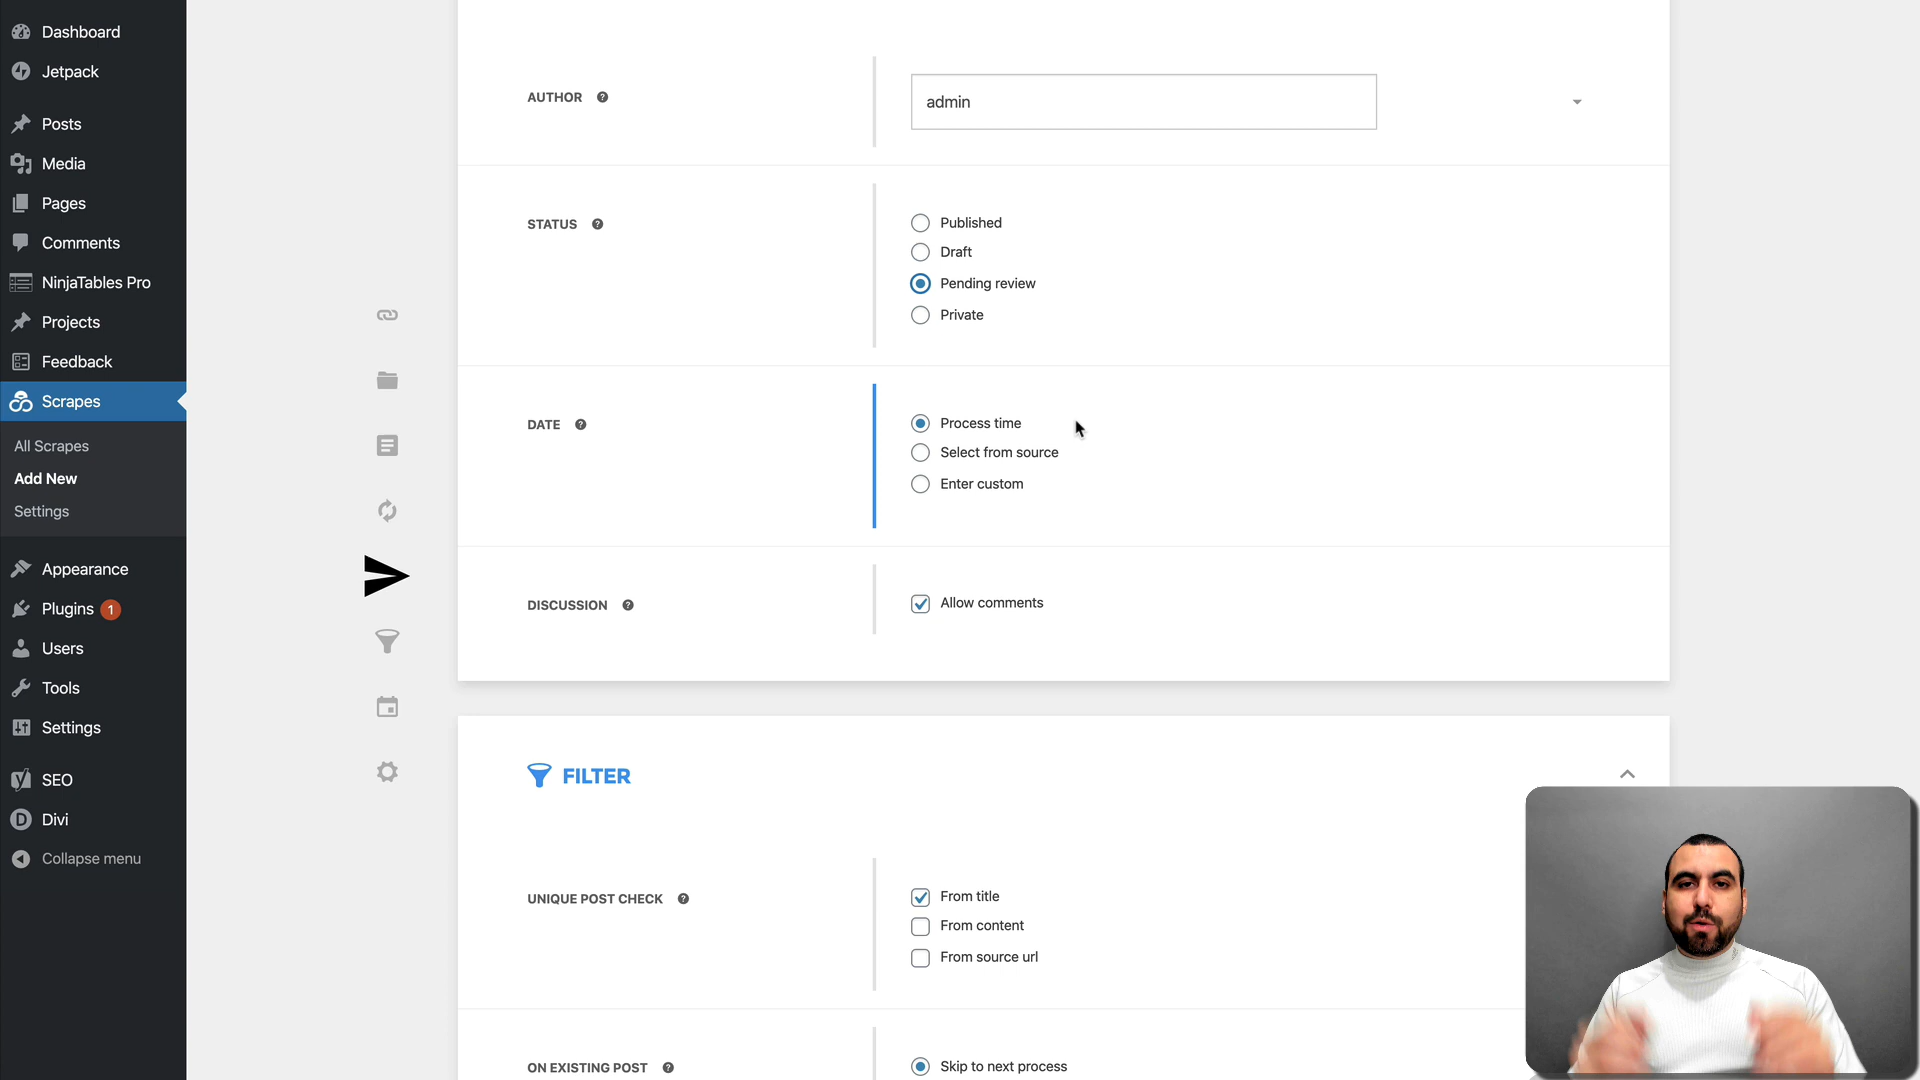 Dashboard
Jetpack
Posts
Media
Pages
Comments
NinjaTables Pro
Projects
Feedback
Scrapes
All Scrapes
Add New
Settings
Appearance
Plugins 1
Users
Tools
Settings
SEO
Divi
Collapse menu
AUTHOR
admin
STATUS
Published
Draft
Pending review
Private
DATE
Process time
Select from source
Enter custom
DISCUSSION
Allow comments
FILTER
UNIQUE POST CHECK
From title
From content
From source url
ON EXISTING POST
Skip to next process